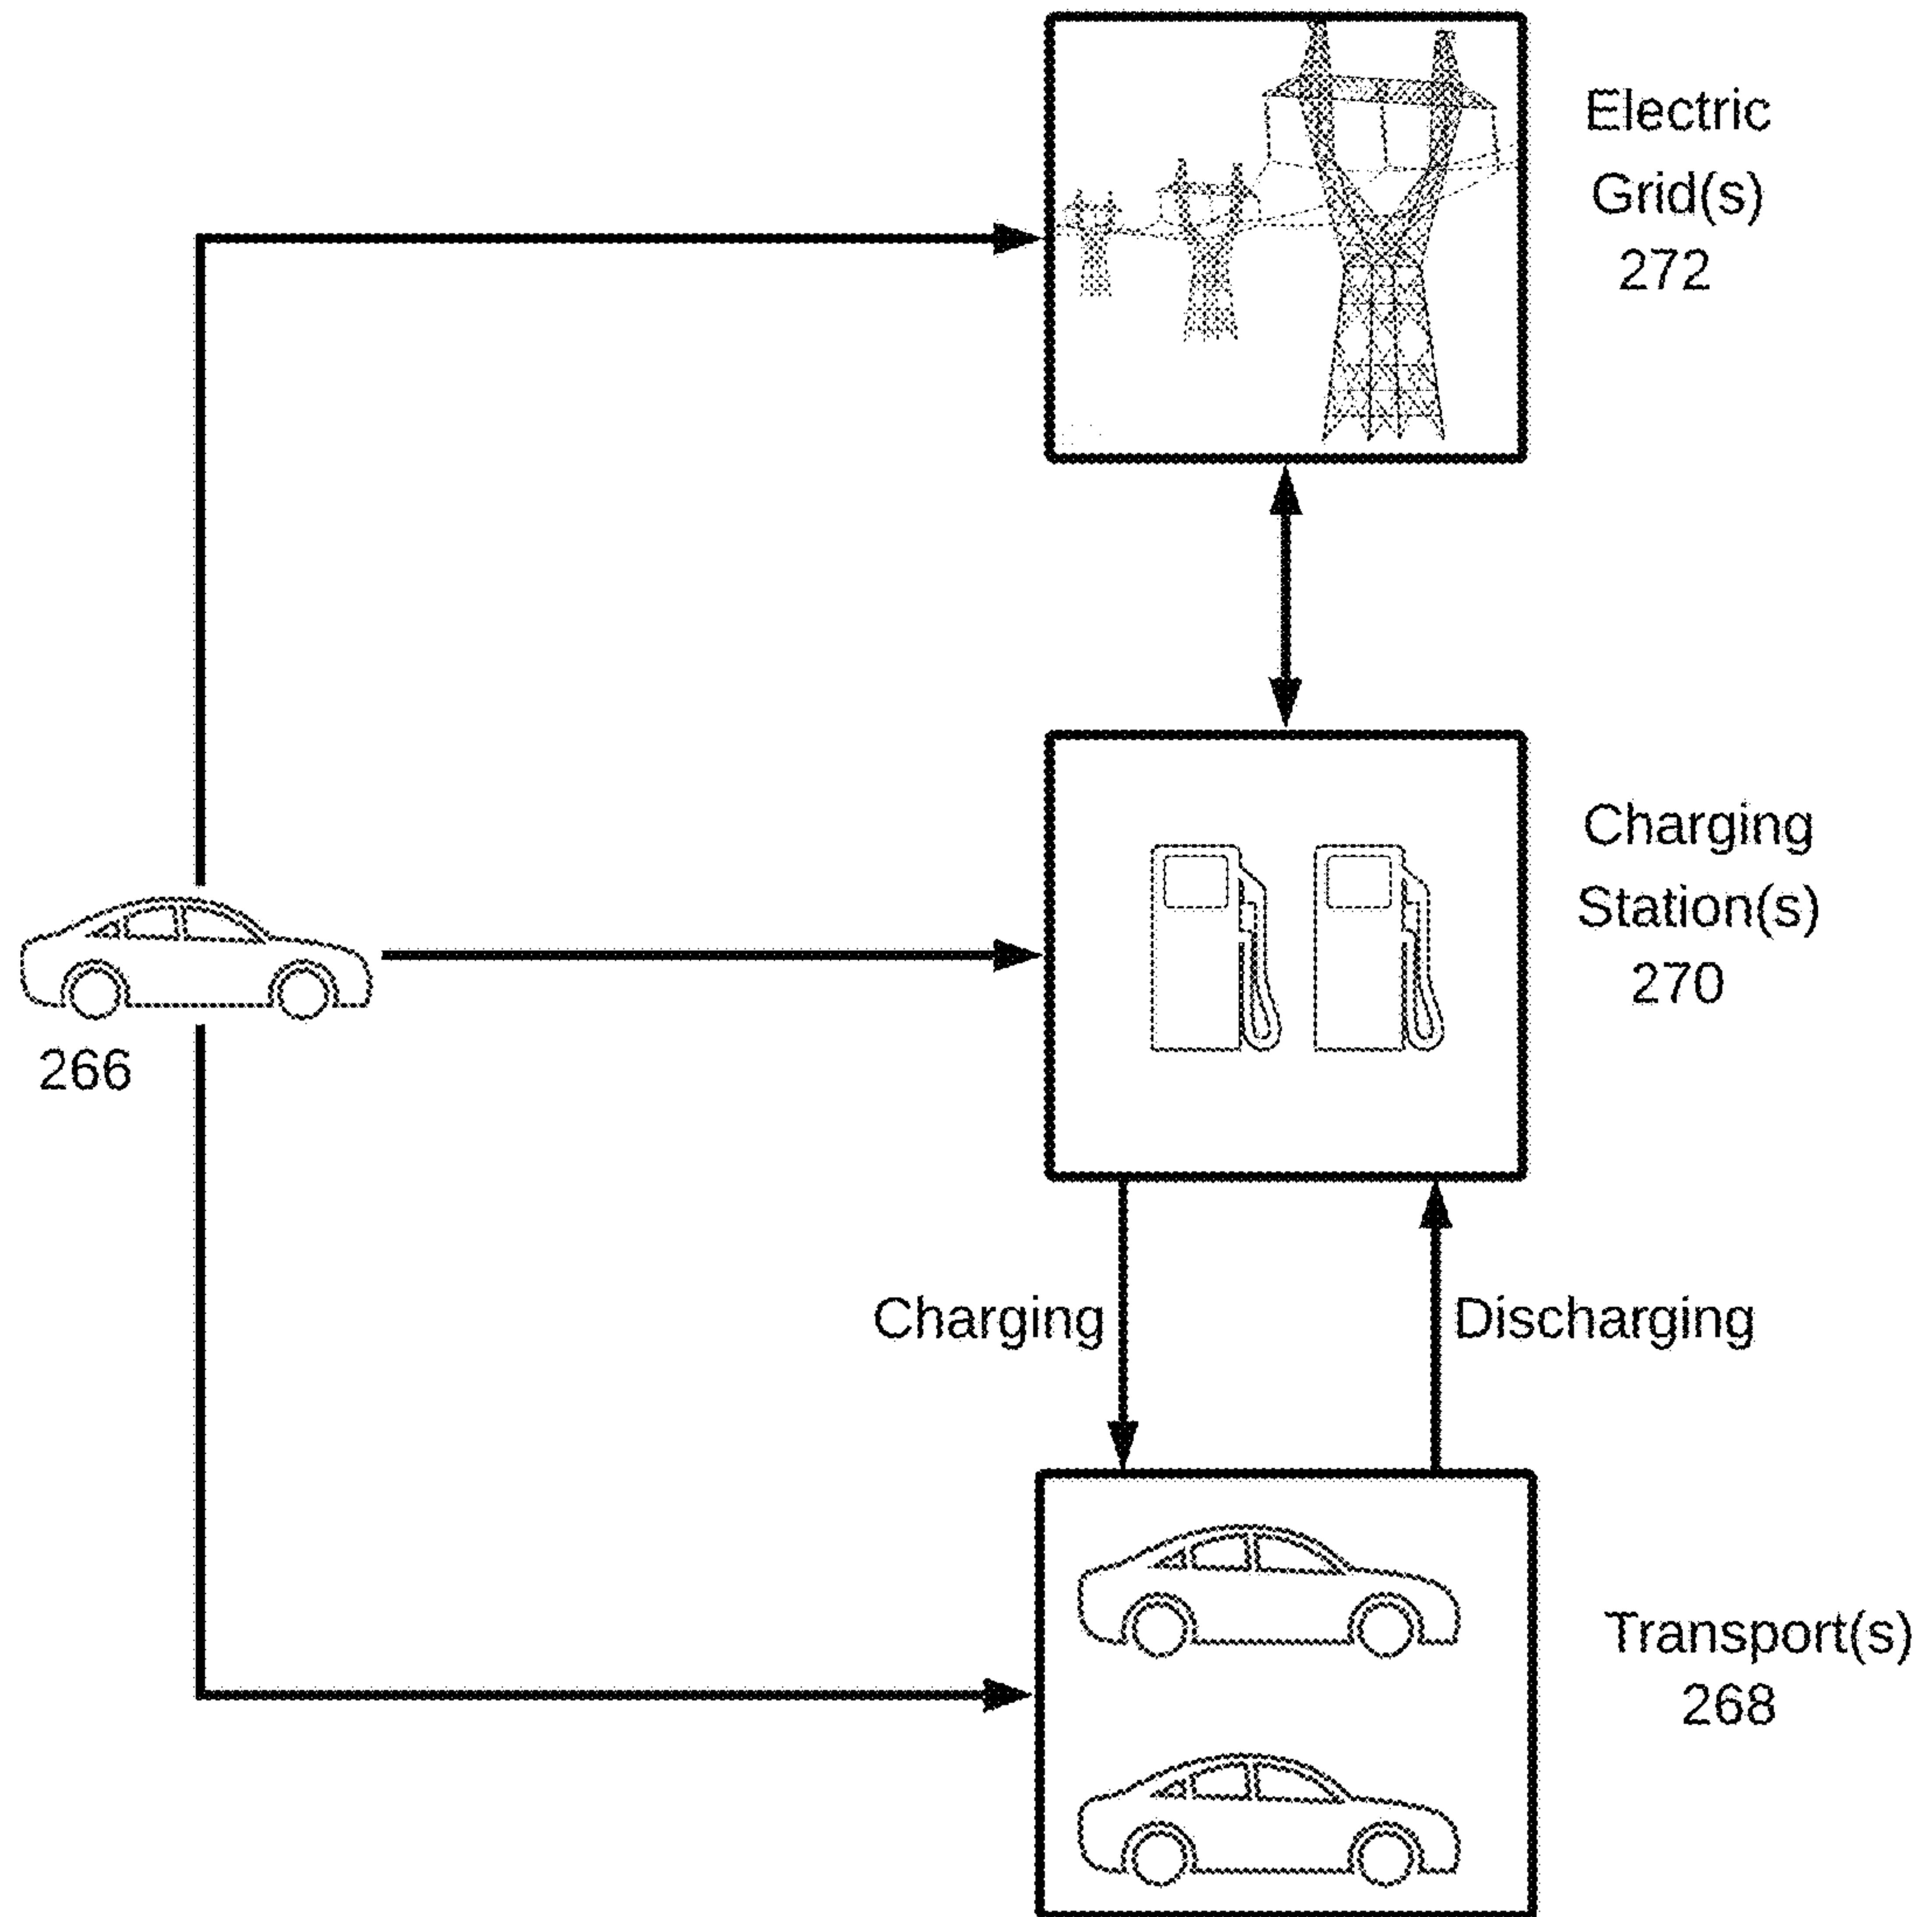 Electric
Grid(s)
272
Charging
Station(s)
270
266
Charging
Discharging
Transport(s)
268